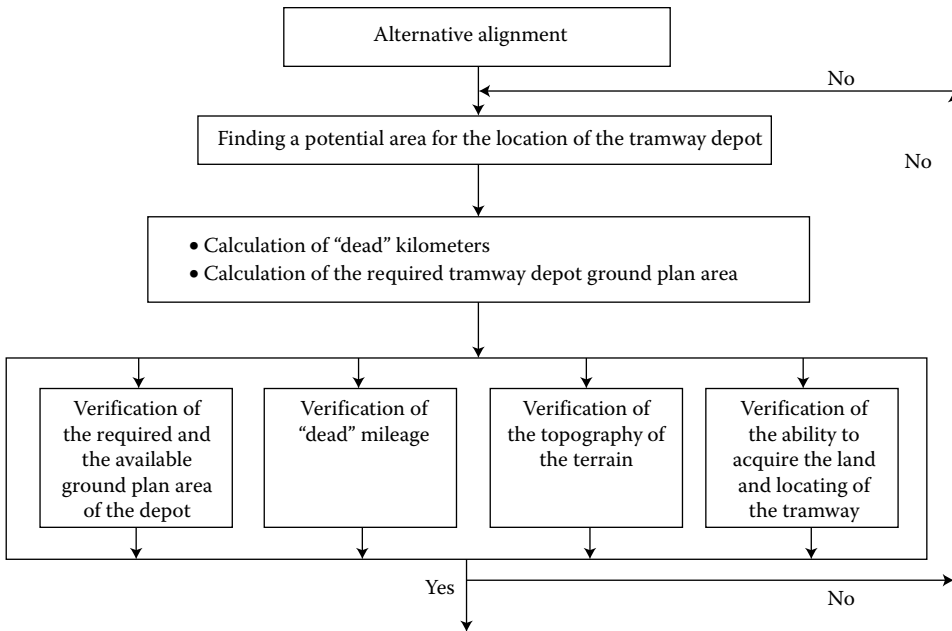 Alternative alignment
No
Finding a potential area for the location of the tramway depot
No
• Calculation of “dead” kilometers
• Calculation of the required tramway depot ground plan area
Verification of
the required and
the available
ground plan area
of the depot
Verification of
“dead” mileage
Verification of
the topography of
the terrain
Verification of
the ability to
acquire the land
and locating of
the tramway
Yes
No